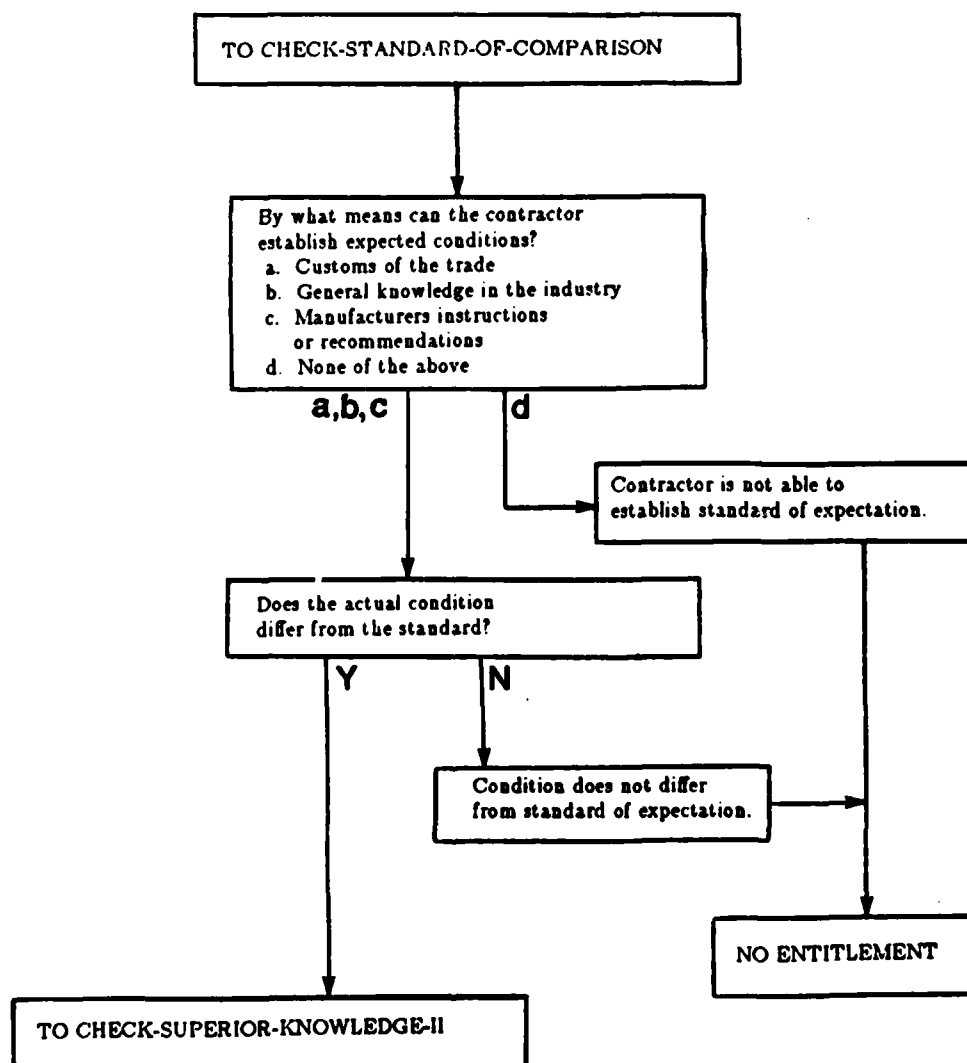 TO CHECK-STANDARD-OF-COMPARISON
By what means can the contractor
establish expected conditions?
a. Customs of the trade
b. General knowledge in the industry
c. Manufacturers instructions
or recommendations
d. None of the above
a,b,c
d
Contractor is not able to
establish standard of expectation.
Does the actual condition
differ from the standard?
Y
N
Condition does not differ
from standard of expectation.
NO ENTITLEMENT
TO CHECK-SUPERIOR-KNOWLEDGE-II